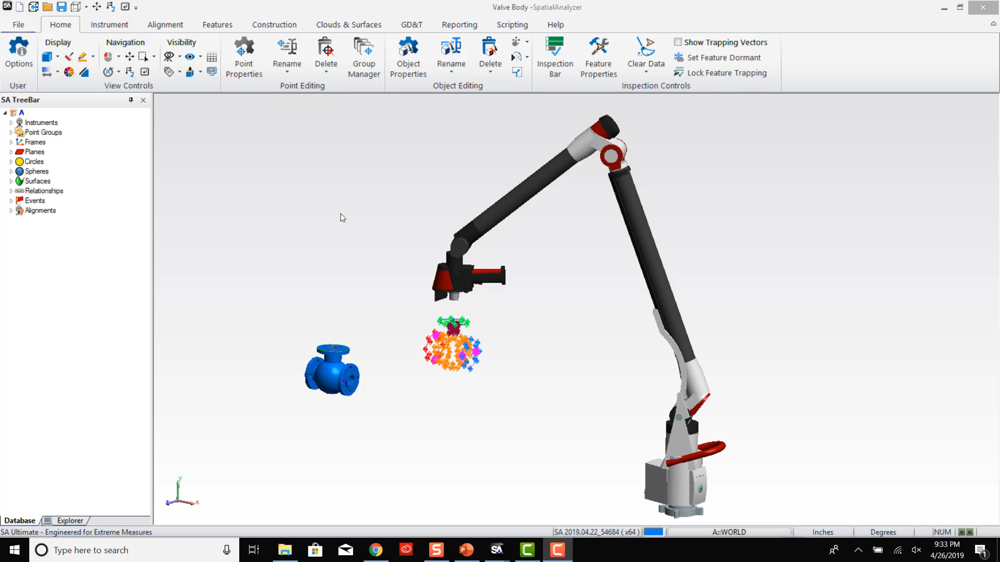 Valve Body -SpatialAnalyzer
File Home Instrument Alignment Features Construction Clouds & Surfaces GD&T Reporting Scripting Help
Options
User
Display Navigation Visibility
View Controls
Point Properties
Rename
Delete
Group Manager
Point Editing
Object Properties
Rename
Delete
Object Editing
Inspection Bar
Feature Properties
Clear Data
Show Trapping Vectors
Set Feature Dormant
Lock Feature Trapping
Inspection Controls
SA TreeBar
A
Instruments
Point Groups
Frames
Planes
Circles
Spheres
Surfaces
Relationships
Events
Alignments
y
z x
Database Explorer
SA Ultimate - Engineered for Extreme Measures
SA 2019.04.22_54684 ( x64 ) A::WORLD Inches Degrees NUM
Type here to search
9:33 PM
4/26/2019
1